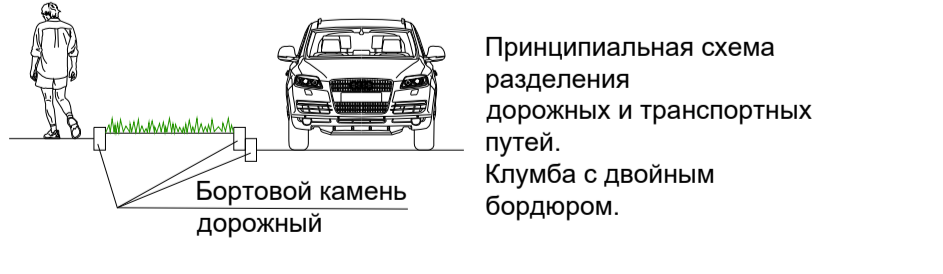 Принципиальная схема
разделения
дорожных и транспортных
путей.
Клумба с двойным
бордюром.
Бортовой камень
дорожный